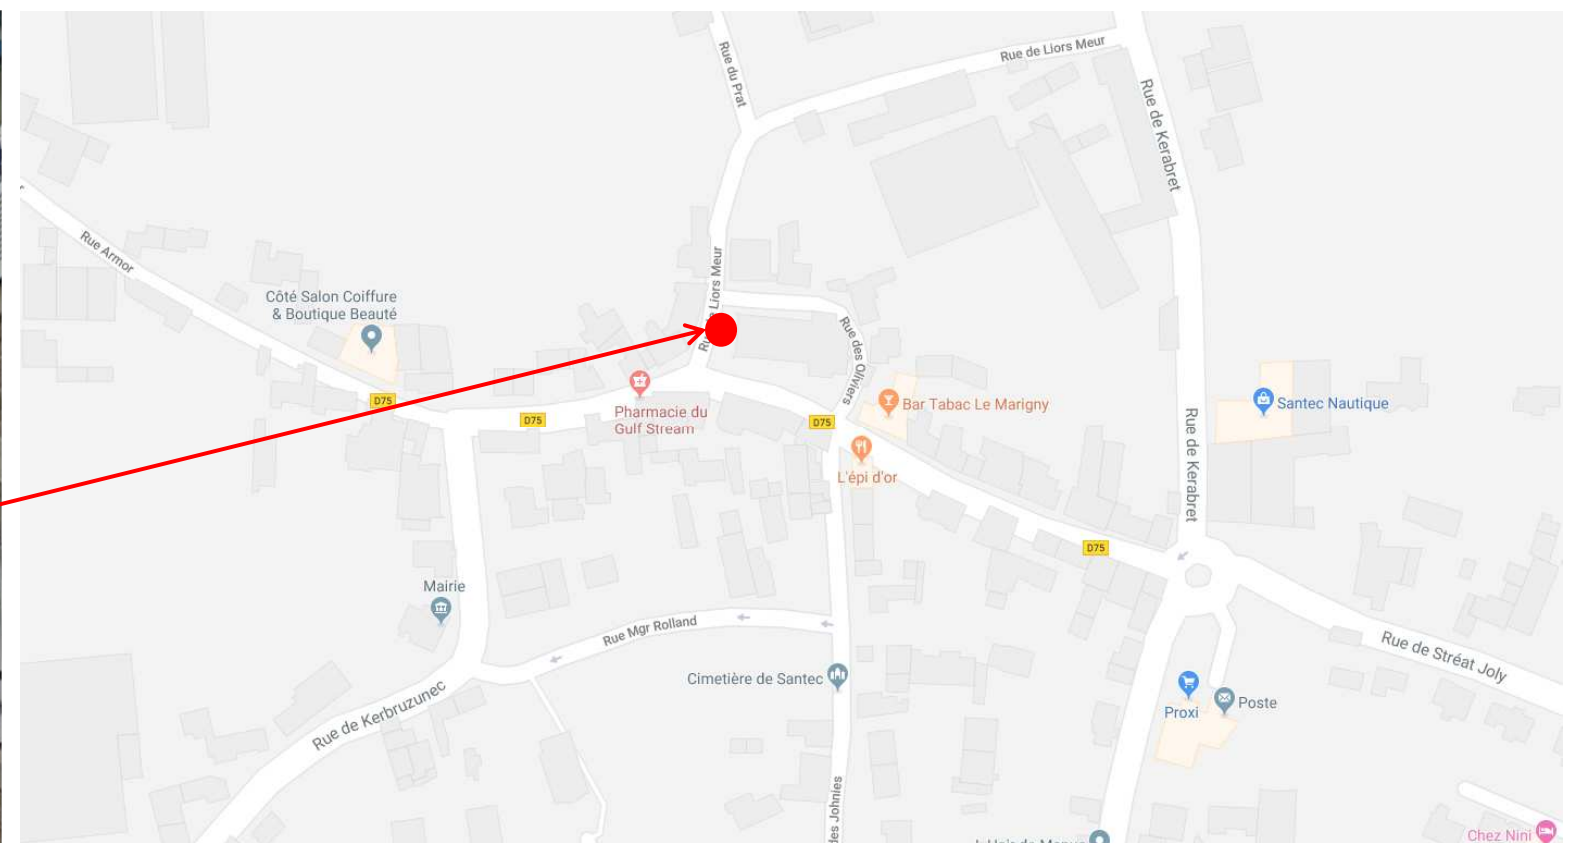 Rue de Liors Meur
Rue du Prat
Rue de Kerabret
Rue Armor
Liors Meur
Côté Salon Coiffure
& Boutique Beauté
Rue des Oliviers
D75
D75
D75
Pharmacie du
Gulf Stream
Bar Tabac Le Marigny
Santec Nautique
L'épi d'or
Rue de Kerabret
D75
Mairie
Rue Mgr Rolland
Rue de Stréat Joly
Cimetière de Santec
Rue de Kerbruzunec
Proxi
Poste
des Johnies
Chez Nini